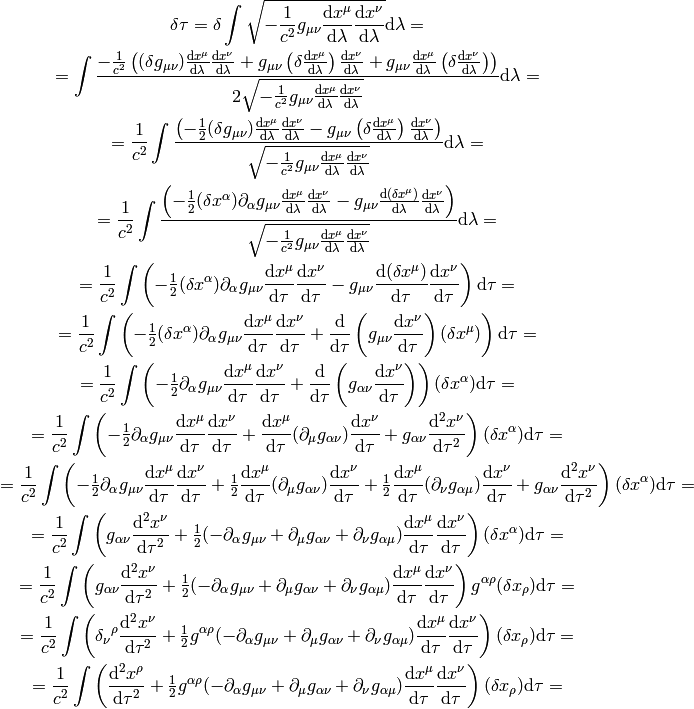 $\delta\tau = \delta \int \sqrt{-\frac{1}{c^2} g_{\mu\nu} \frac{\mathrm{d}x^\mu}{\mathrm{d}\lambda} \frac{\mathrm{d}x^\nu}{\mathrm{d}\lambda}} \mathrm{d}\lambda =$
$= \int \frac{-\frac{1}{c^2} \left( (\delta g_{\mu\nu}) \frac{\mathrm{d}x^\mu}{\mathrm{d}\lambda} \frac{\mathrm{d}x^\nu}{\mathrm{d}\lambda} + g_{\mu\nu} \left( \delta \frac{\mathrm{d}x^\mu}{\mathrm{d}\lambda} \right) \frac{\mathrm{d}x^\nu}{\mathrm{d}\lambda} + g_{\mu\nu} \frac{\mathrm{d}x^\mu}{\mathrm{d}\lambda} \left( \delta \frac{\mathrm{d}x^\nu}{\mathrm{d}\lambda} \right) \right)}{2 \sqrt{-\frac{1}{c^2} g_{\mu\nu} \frac{\mathrm{d}x^\mu}{\mathrm{d}\lambda} \frac{\mathrm{d}x^\nu}{\mathrm{d}\lambda}}} \mathrm{d}\lambda =$
$= \frac{1}{c^2} \int \frac{\left( -\frac{1}{2} (\delta g_{\mu\nu}) \frac{\mathrm{d}x^\mu}{\mathrm{d}\lambda} \frac{\mathrm{d}x^\nu}{\mathrm{d}\lambda} - g_{\mu\nu} \left( \delta \frac{\mathrm{d}x^\mu}{\mathrm{d}\lambda} \right) \frac{\mathrm{d}x^\nu}{\mathrm{d}\lambda} \right)}{\sqrt{-\frac{1}{c^2} g_{\mu\nu} \frac{\mathrm{d}x^\mu}{\mathrm{d}\lambda} \frac{\mathrm{d}x^\nu}{\mathrm{d}\lambda}}} \mathrm{d}\lambda =$
$= \frac{1}{c^2} \int \frac{\left( -\frac{1}{2} (\delta x^\alpha) \partial_\alpha g_{\mu\nu} \frac{\mathrm{d}x^\mu}{\mathrm{d}\lambda} \frac{\mathrm{d}x^\nu}{\mathrm{d}\lambda} - g_{\mu\nu} \frac{\mathrm{d}(\delta x^\mu)}{\mathrm{d}\lambda} \frac{\mathrm{d}x^\nu}{\mathrm{d}\lambda} \right)}{\sqrt{-\frac{1}{c^2} g_{\mu\nu} \frac{\mathrm{d}x^\mu}{\mathrm{d}\lambda} \frac{\mathrm{d}x^\nu}{\mathrm{d}\lambda}}} \mathrm{d}\lambda =$
$= \frac{1}{c^2} \int \left( -\frac{1}{2} (\delta x^\alpha) \partial_\alpha g_{\mu\nu} \frac{\mathrm{d}x^\mu}{\mathrm{d}\tau} \frac{\mathrm{d}x^\nu}{\mathrm{d}\tau} - g_{\mu\nu} \frac{\mathrm{d}(\delta x^\mu)}{\mathrm{d}\tau} \frac{\mathrm{d}x^\nu}{\mathrm{d}\tau} \right) \mathrm{d}\tau =$
$= \frac{1}{c^2} \int \left( -\frac{1}{2} (\delta x^\alpha) \partial_\alpha g_{\mu\nu} \frac{\mathrm{d}x^\mu}{\mathrm{d}\tau} \frac{\mathrm{d}x^\nu}{\mathrm{d}\tau} + \frac{\mathrm{d}}{\mathrm{d}\tau} \left( g_{\mu\nu} \frac{\mathrm{d}x^\nu}{\mathrm{d}\tau} \right) (\delta x^\mu) \right) \mathrm{d}\tau =$
$= \frac{1}{c^2} \int \left( -\frac{1}{2} \partial_\alpha g_{\mu\nu} \frac{\mathrm{d}x^\mu}{\mathrm{d}\tau} \frac{\mathrm{d}x^\nu}{\mathrm{d}\tau} + \frac{\mathrm{d}}{\mathrm{d}\tau} \left( g_{\alpha\nu} \frac{\mathrm{d}x^\nu}{\mathrm{d}\tau} \right) \right) (\delta x^\alpha) \mathrm{d}\tau =$
$= \frac{1}{c^2} \int \left( -\frac{1}{2} \partial_\alpha g_{\mu\nu} \frac{\mathrm{d}x^\mu}{\mathrm{d}\tau} \frac{\mathrm{d}x^\nu}{\mathrm{d}\tau} + \frac{\mathrm{d}x^\mu}{\mathrm{d}\tau} (\partial_\mu g_{\alpha\nu}) \frac{\mathrm{d}x^\nu}{\mathrm{d}\tau} + g_{\alpha\nu} \frac{\mathrm{d}^2 x^\nu}{\mathrm{d}\tau^2} \right) (\delta x^\alpha) \mathrm{d}\tau =$
$= \frac{1}{c^2} \int \left( -\frac{1}{2} \partial_\alpha g_{\mu\nu} \frac{\mathrm{d}x^\mu}{\mathrm{d}\tau} \frac{\mathrm{d}x^\nu}{\mathrm{d}\tau} + \frac{1}{2} \frac{\mathrm{d}x^\mu}{\mathrm{d}\tau} (\partial_\mu g_{\alpha\nu}) \frac{\mathrm{d}x^\nu}{\mathrm{d}\tau} + \frac{1}{2} \frac{\mathrm{d}x^\mu}{\mathrm{d}\tau} (\partial_\nu g_{\alpha\mu}) \frac{\mathrm{d}x^\nu}{\mathrm{d}\tau} + g_{\alpha\nu} \frac{\mathrm{d}^2 x^\nu}{\mathrm{d}\tau^2} \right) (\delta x^\alpha) \mathrm{d}\tau =$
$= \frac{1}{c^2} \int \left( g_{\alpha\nu} \frac{\mathrm{d}^2 x^\nu}{\mathrm{d}\tau^2} + \frac{1}{2} (-\partial_\alpha g_{\mu\nu} + \partial_\mu g_{\alpha\nu} + \partial_\nu g_{\alpha\mu}) \frac{\mathrm{d}x^\mu}{\mathrm{d}\tau} \frac{\mathrm{d}x^\nu}{\mathrm{d}\tau} \right) (\delta x^\alpha) \mathrm{d}\tau =$
$= \frac{1}{c^2} \int \left( g_{\alpha\nu} \frac{\mathrm{d}^2 x^\nu}{\mathrm{d}\tau^2} + \frac{1}{2} (-\partial_\alpha g_{\mu\nu} + \partial_\mu g_{\alpha\nu} + \partial_\nu g_{\alpha\mu}) \frac{\mathrm{d}x^\mu}{\mathrm{d}\tau} \frac{\mathrm{d}x^\nu}{\mathrm{d}\tau} \right) g^{\alpha\rho} (\delta x_\rho) \mathrm{d}\tau =$
$= \frac{1}{c^2} \int \left( \delta_\nu{}^\rho \frac{\mathrm{d}^2 x^\nu}{\mathrm{d}\tau^2} + \frac{1}{2} g^{\alpha\rho} (-\partial_\alpha g_{\mu\nu} + \partial_\mu g_{\alpha\nu} + \partial_\nu g_{\alpha\mu}) \frac{\mathrm{d}x^\mu}{\mathrm{d}\tau} \frac{\mathrm{d}x^\nu}{\mathrm{d}\tau} \right) (\delta x_\rho) \mathrm{d}\tau =$
$= \frac{1}{c^2} \int \left( \frac{\mathrm{d}^2 x^\rho}{\mathrm{d}\tau^2} + \frac{1}{2} g^{\alpha\rho} (-\partial_\alpha g_{\mu\nu} + \partial_\mu g_{\alpha\nu} + \partial_\nu g_{\alpha\mu}) \frac{\mathrm{d}x^\mu}{\mathrm{d}\tau} \frac{\mathrm{d}x^\nu}{\mathrm{d}\tau} \right) (\delta x_\rho) \mathrm{d}\tau =$